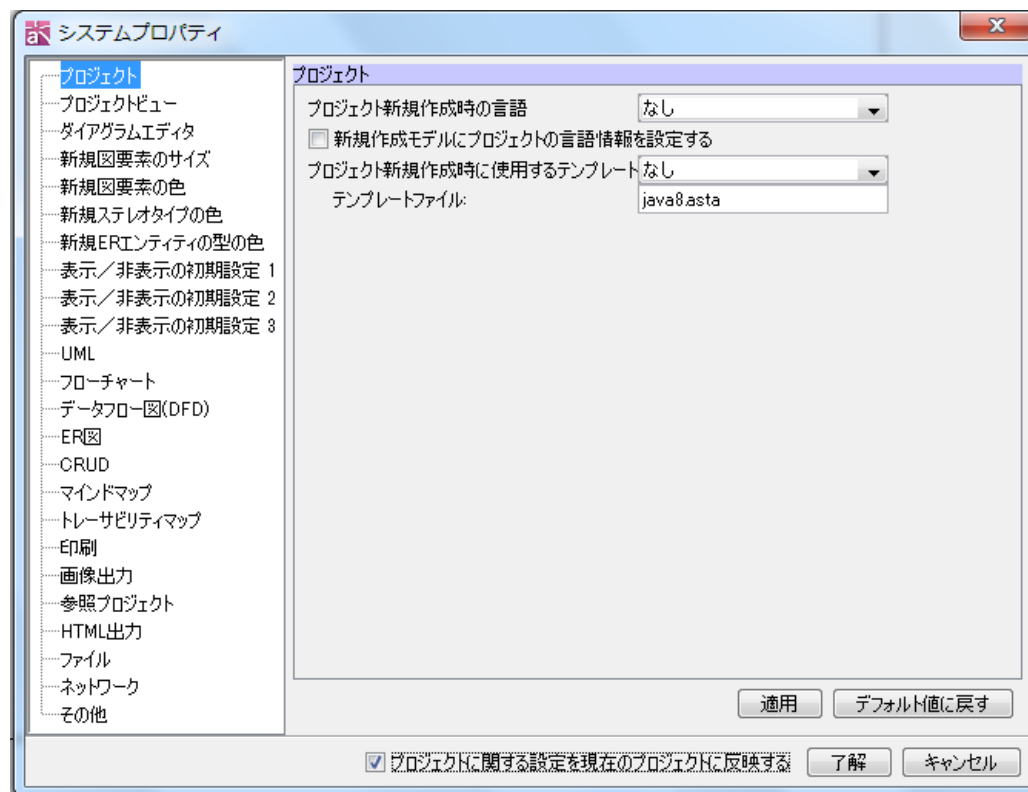 システムプロパティ
プロジェクト
プロジェクトビュー
ダイアグラムエディタ
新規図要素のサイズ
新規図要素の色
新規ステレオタイプの色
新規ERエンティティの型の色
表示／非表示の初期設定 1
表示／非表示の初期設定 2
表示／非表示の初期設定 3
UML
フローチャート
データフロー図(DFD)
ER図
CRUD
マインドマップ
トレーサビリティマップ
印刷
画像出力
参照プロジェクト
HTML出力
ファイル
ネットワーク
その他
プロジェクト
プロジェクト新規作成時の言語 なし
新規作成モデルにプロジェクトの言語情報を設定する
プロジェクト新規作成時に使用するテンプレート なし
テンプレートファイル: java8.asta
適用 デフォルト値に戻す
プロジェクトに関する設定を現在のプロジェクトに反映する 了解 キャンセル